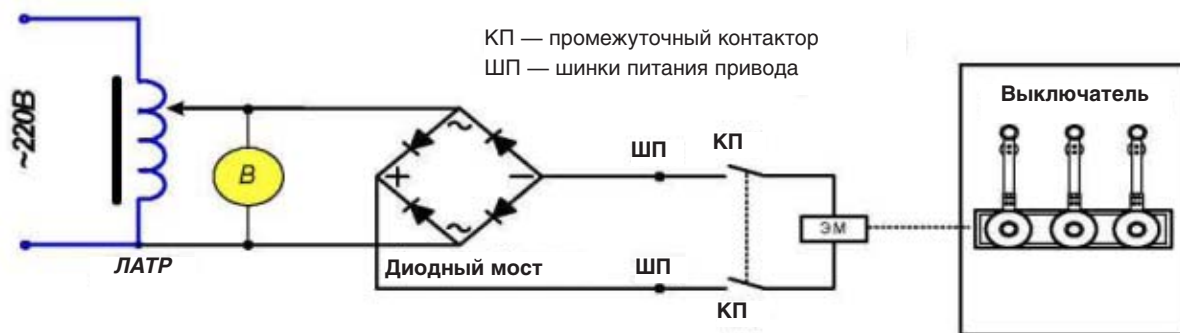 КП — промежуточный контактор
ШП — шинки питания привода
~220В
В
~
+
−
~
ЛАТР
Диодный мост
ШП
КП
ШП
КП
ЭМ
Выключатель